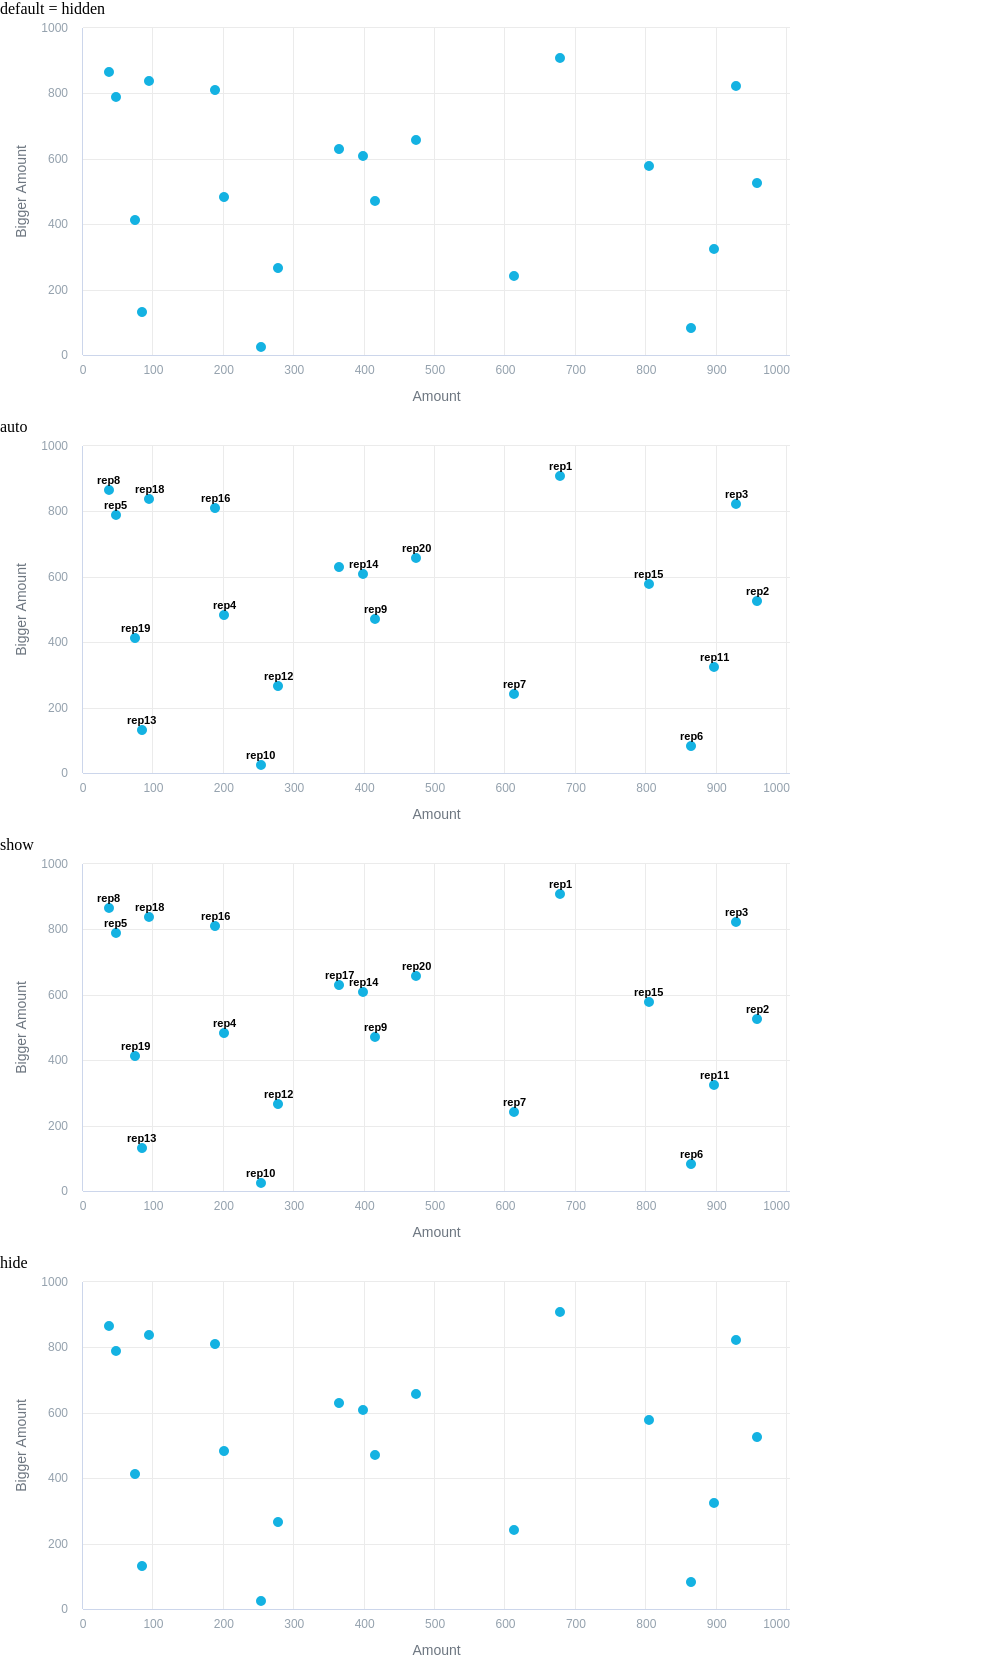 default = hidden
1000
800
600
400
200
0
Bigger Amount
0 100 200 300 400 500 600 700 800 900 1000
Amount
auto
1000
800
600
400
200
0
Bigger Amount
rep1
rep8
rep18
rep3
rep16
rep5
rep20
rep14
rep15
rep2
rep4
rep9
rep19
rep11
rep12
rep7
rep13
rep6
rep10
0 100 200 300 400 500 600 700 800 900 1000
Amount
show
1000
800
600
400
200
0
Bigger Amount
rep1
rep8
rep18
rep3
rep16
rep5
rep20
rep17
rep14
rep15
rep2
rep4
rep9
rep19
rep11
rep12
rep7
rep13
rep6
rep10
0 100 200 300 400 500 600 700 800 900 1000
Amount
hide
1000
800
600
400
200
0
Bigger Amount
0 100 200 300 400 500 600 700 800 900 1000
Amount